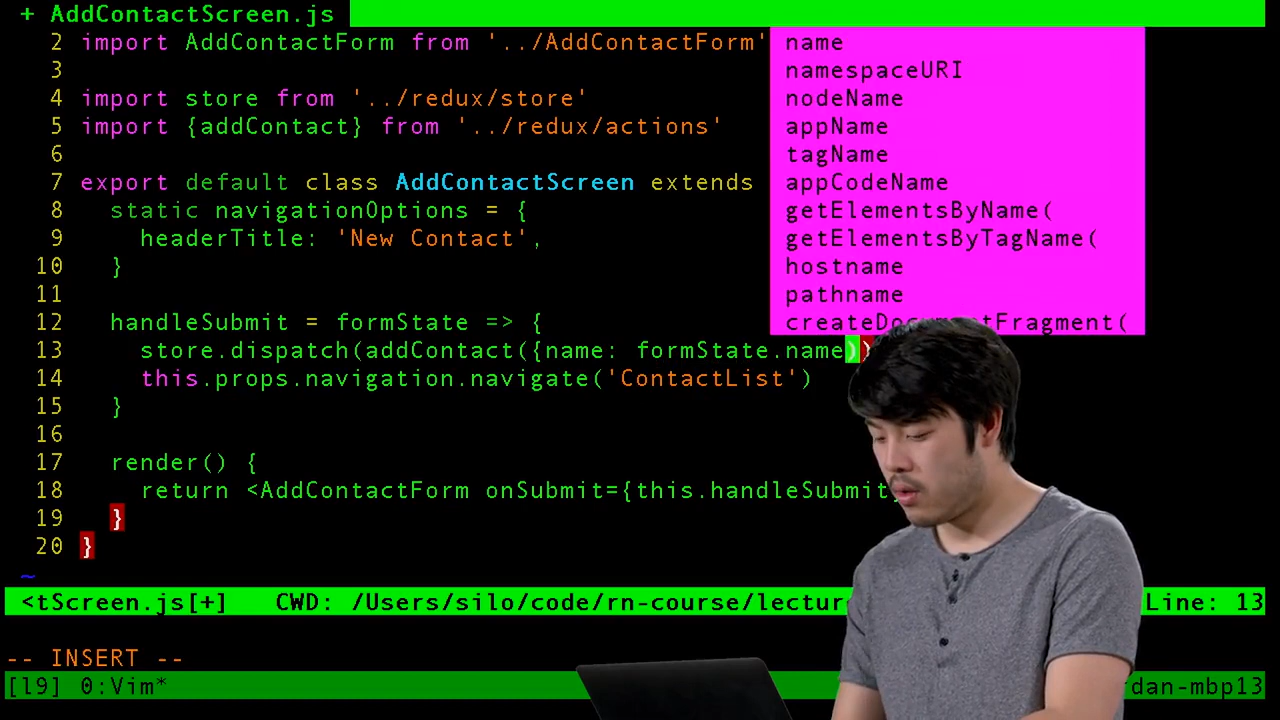 + AddContactScreen.js
2 import AddContactForm from '../AddContactForm'
3
4 import store from '../redux/store'
5 import {addContact} from '../redux/actions'
6
7 export default class AddContactScreen extends
8 static navigationOptions = {
9 headerTitle: 'New Contact',
10 }
11
12 handleSubmit = formState => {
13 store.dispatch(addContact({name: formState.name))
14 this.props.navigation.navigate('ContactList')
15 }
16
17 render() {
18 return <AddContactForm onSubmit={this.handleSubmit
19 }
20 }
~
name
namespaceURI
nodeName
appName
tagName
appCodeName
getElementsByName(
getElementsByTagName(
hostname
pathname
createDocumentFragment(
<tScreen.js[+] CWD: /Users/silo/code/rn-course/lectur Line: 13
-- INSERT --
[l9] 0:Vim* dan-mbp13